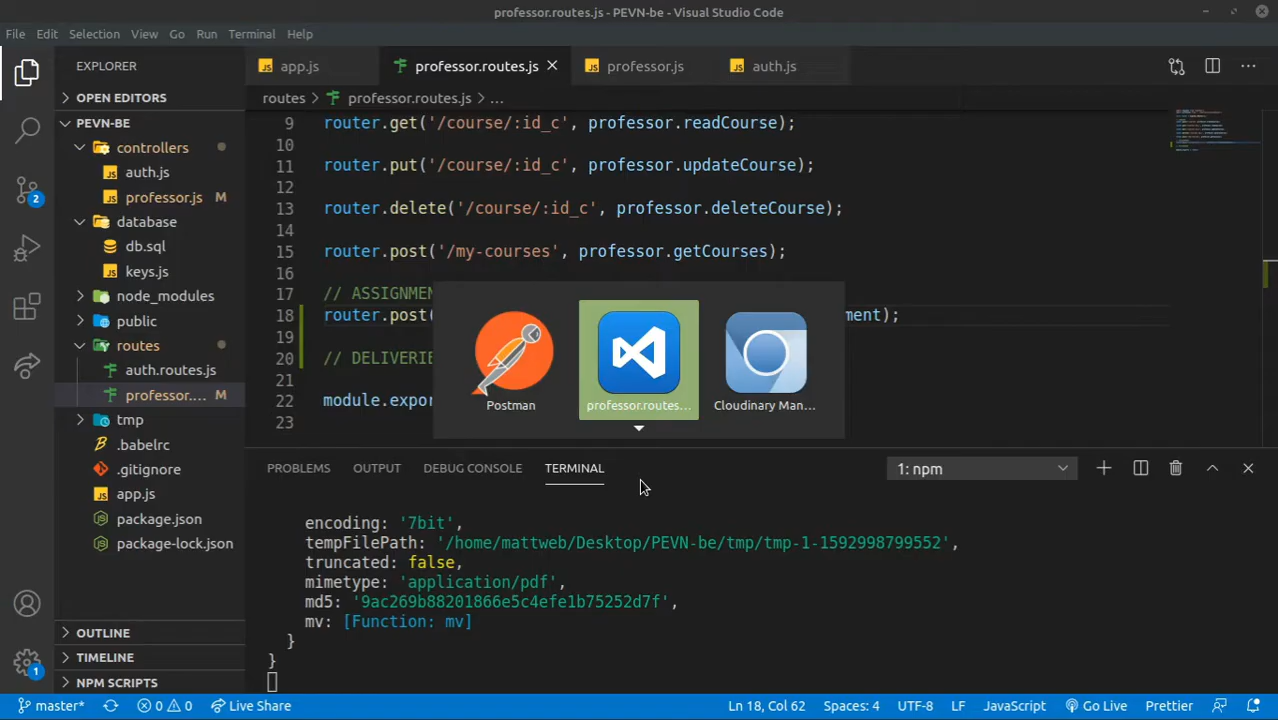 professor.routes.js - PEVN-be - Visual Studio Code
File Edit Selection View Go Run Terminal Help
EXPLORER
app.js
professor.routes.js
professor.js
auth.js
OPEN EDITORS
routes > professor.routes.js > ...
PEVN-BE
controllers
auth.js
professor.js M
database
db.sql
keys.js
node_modules
public
routes
auth.routes.js
professor.... M
tmp
.babelrc
.gitignore
app.js
package.json
package-lock.json
OUTLINE
TIMELINE
NPM SCRIPTS
2
1
9 router.get('/course/:id_c', professor.readCourse);
10
11 router.put('/course/:id_c', professor.updateCourse);
12
13 router.delete('/course/:id_c', professor.deleteCourse);
14
15 router.post('/my-courses', professor.getCourses);
16
17 // ASSIGNMEN
18 router.post( ment);
19
20 // DELIVERIE
21
22 module.expor
23
Postman
professor.routes...
Cloudinary Man...
PROBLEMS OUTPUT DEBUG CONSOLE TERMINAL 1: npm
encoding: '7bit',
tempFilePath: '/home/mattweb/Desktop/PEVN-be/tmp/tmp-1-1592998799552',
truncated: false,
mimetype: 'application/pdf',
md5: '9ac269b88201866e5c4efe1b75252d7f',
mv: [Function: mv]
}
}
master* 0 0 Live Share Ln 18, Col 62 Spaces: 4 UTF-8 LF JavaScript Go Live Prettier